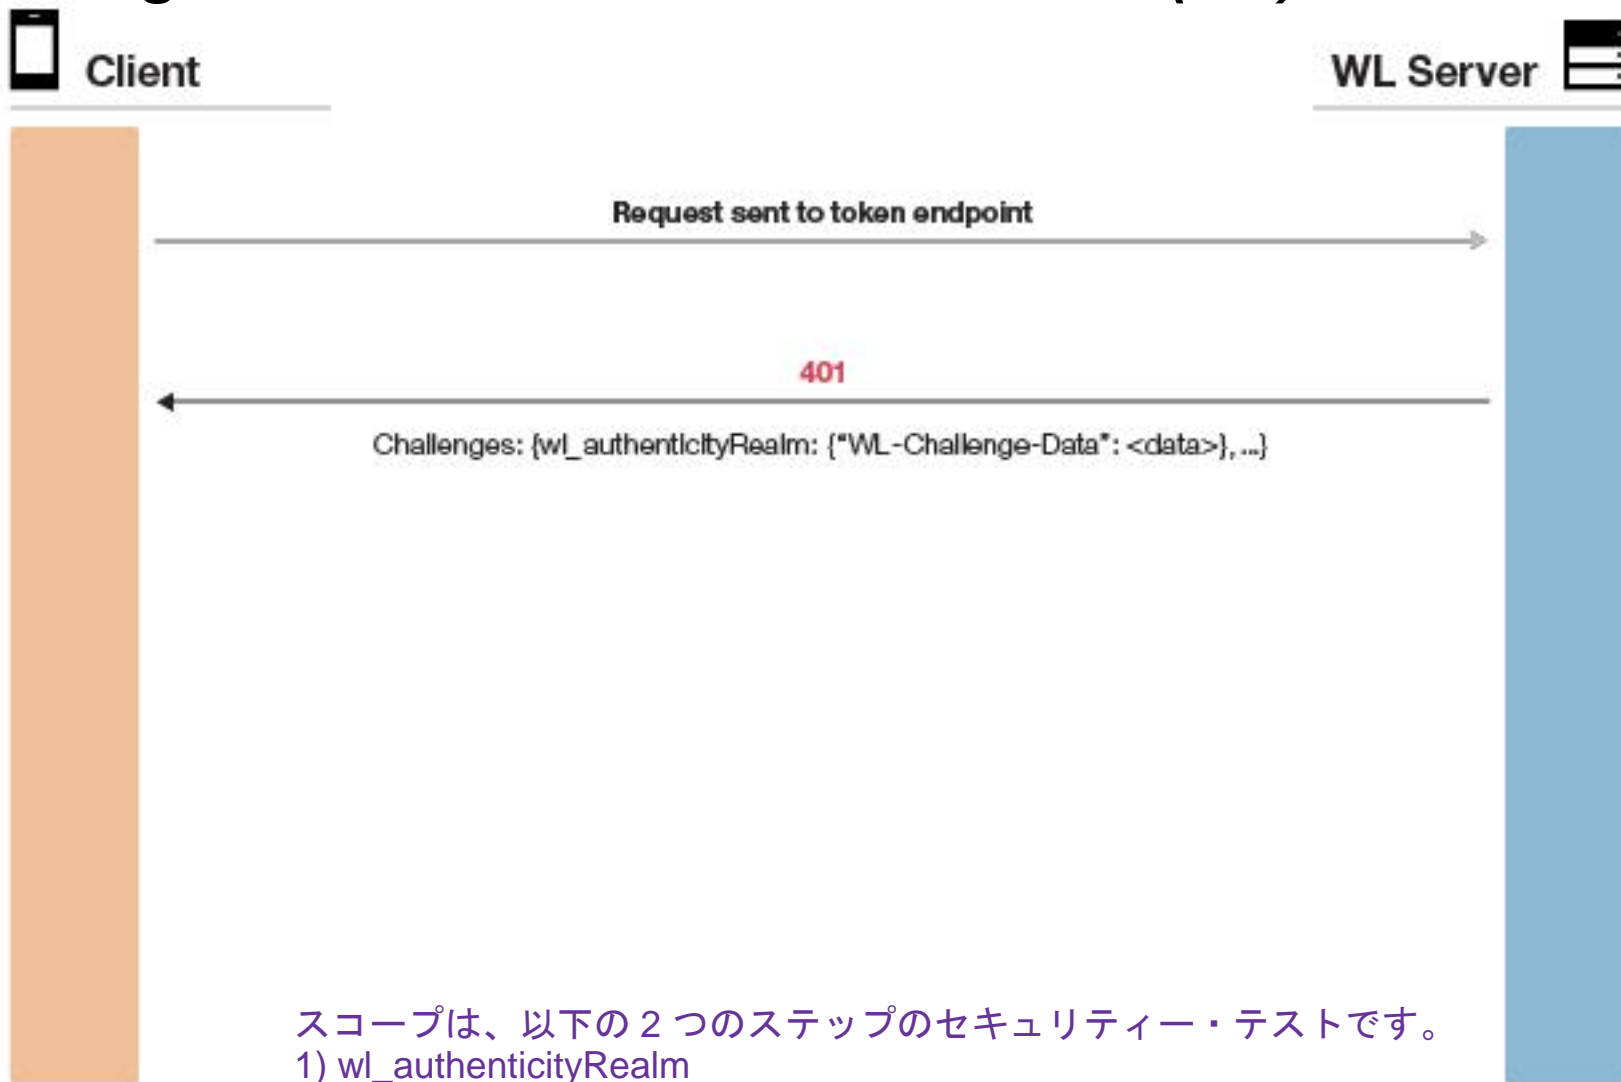 Client
WL Server
Request sent to token endpoint
401
Challenges: {wl_authenticityRealm: {"WL-Challenge-Data": <data>}, ...}
スコープは、以下の 2 つのステップのセキュリティー・テストです。
1) wl_authenticityRealm